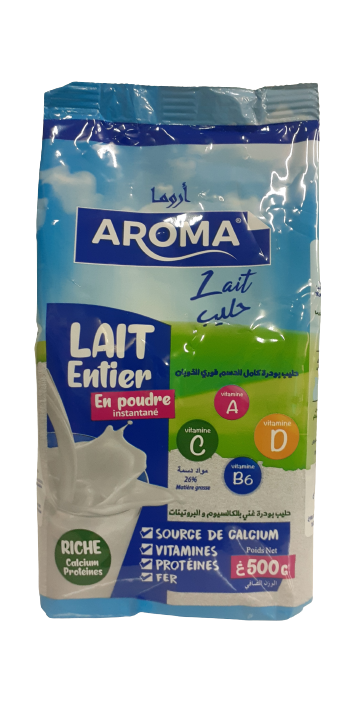 أروما
AROMA®
Lait
حليب
LAIT
Entier
En poudre
instantané
حليب بودرة كامل الدسم فوري الذوبان
vitamine
A
vitamine
C
vitamine
D
vitamine
B6
مواد دسمة
26%
Matière grasse
حليب بودرة غني بالكالسيوم و البروتينات
RICHE
Calcium
Protéines
SOURCE DE CALCIUM
VITAMINES
PROTÉINES
FER
Poids Net
500G غ
الوزن الصافي